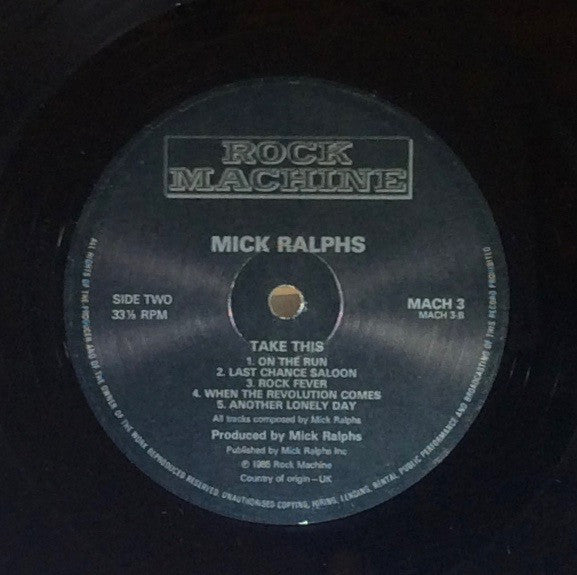 ROCK
MACHINE
MICK RALPHS
SIDE TWO
33⅓ RPM
MACH 3
MACH 3-B
TAKE THIS
1. ON THE RUN
2. LAST CHANCE SALOON
3. ROCK FEVER
4. WHEN THE REVOLUTION COMES
5. ANOTHER LONELY DAY
All tracks composed by Mick Ralphs
Produced by Mick Ralphs
Published by Mick Ralphs Inc
℗ 1985 Rock Machine
Country of origin-UK
ALL RIGHTS OF THE PRODUCER AND OF THE OWNER OF THE WORK REPRODUCED RESERVED. UNAUTHORISED COPYING, HIRING, LENDING, RENTAL PUBLIC PERFORMANCE AND BROADCASTING OF THIS RECORD PROHIBITED